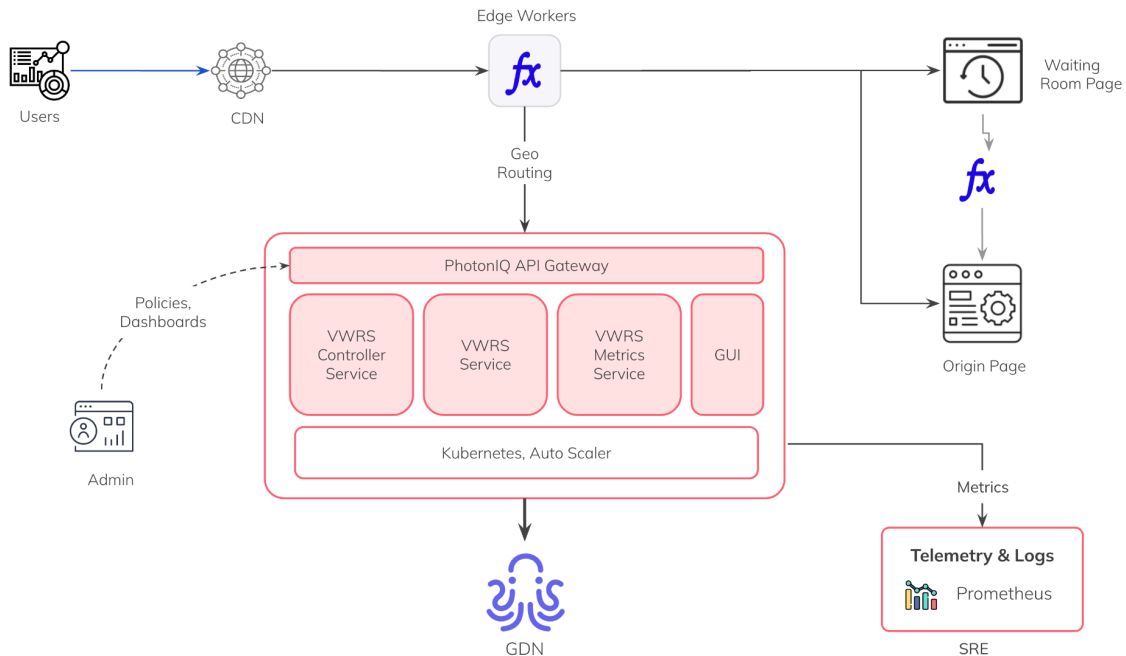 Edge Workers
fx
Users
CDN
Waiting
Room Page
Geo
Routing
fx
PhotonIQ API Gateway
Policies,
Dashboards
VWRS
Controller
Service
VWRS
Service
VWRS
Metrics
Service
GUI
Origin Page
Kubernetes, Auto Scaler
Admin
Metrics
Telemetry & Logs
Prometheus
GDN
SRE